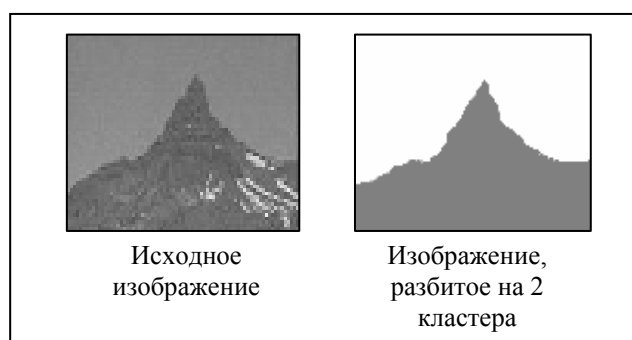 Исходное
изображение
Изображение,
разбитое на 2
кластера